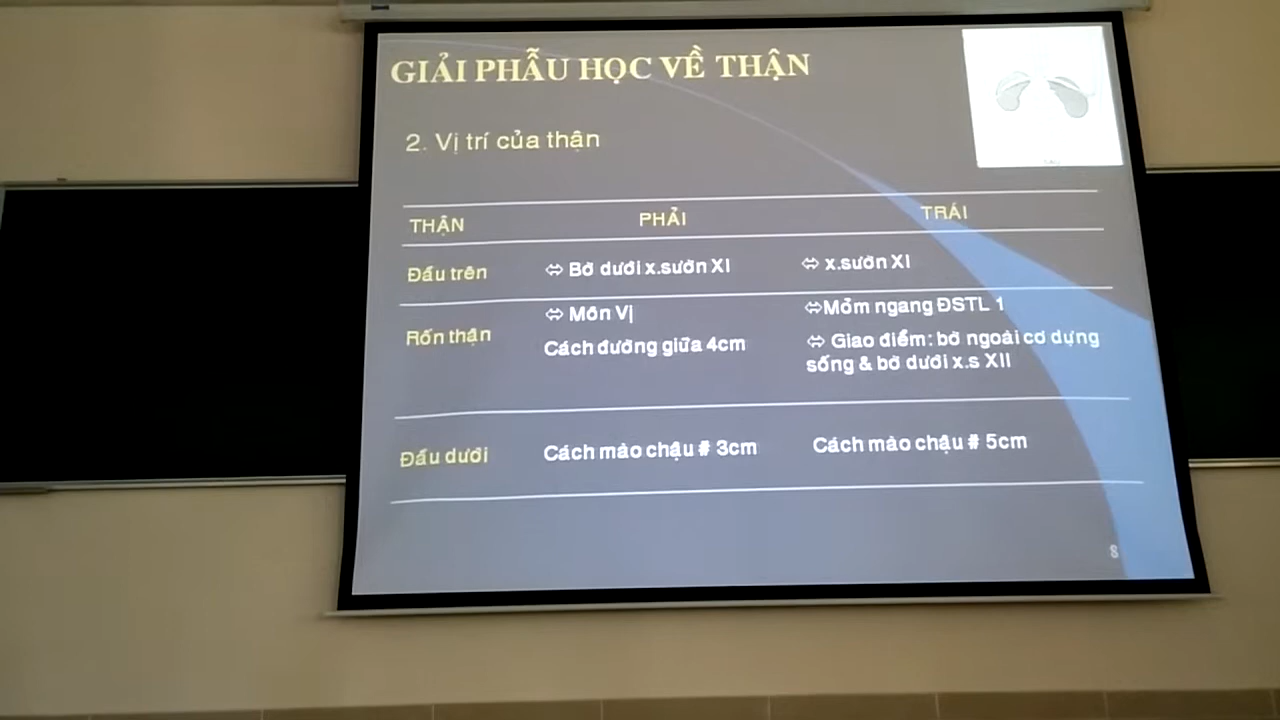 GIẢI PHẪU HỌC VỀ THẬN
2. Vị trí của thận
THẬN PHẢI TRÁI
Đầu trên ⬄ Bờ dưới x.sườn XI ⬄ x.sườn XI
Rốn thận ⬄ Môn Vị ⬄Mỏm ngang ĐSTL 1
Cách đường giữa 4cm ⬄ Giao điểm: bờ ngoài cơ dựng
sống & bờ dưới x.s XII
Đầu dưới Cách mào chậu # 3cm Cách mào chậu # 5cm
8